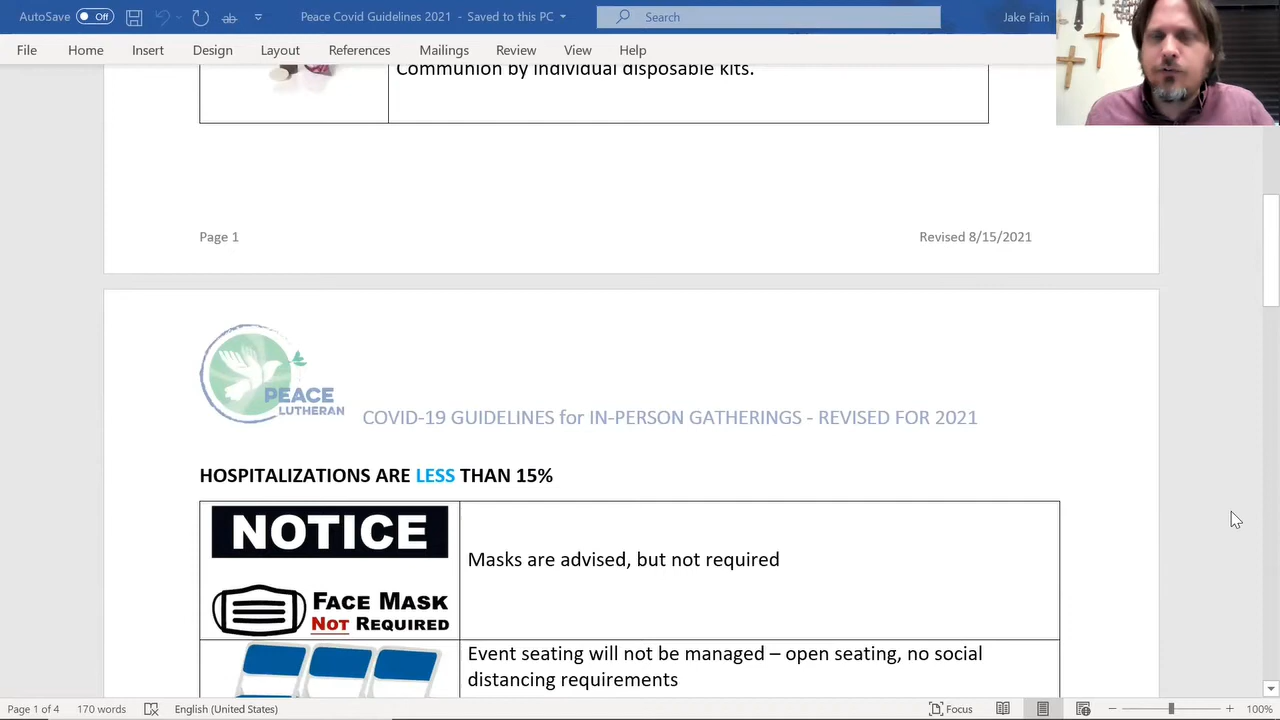 AutoSave Off Peace Covid Guidelines 2021 - Saved to this PC Search Jake Fain
File Home Insert Design Layout References Mailings Review View Help
Communion by individual disposable kits.
Page 1 Revised 8/15/2021
PEACE
LUTHERAN
COVID-19 GUIDELINES for IN-PERSON GATHERINGS - REVISED FOR 2021
HOSPITALIZATIONS ARE LESS THAN 15%
NOTICE
Masks are advised, but not required
FACE MASK
NOT REQUIRED
Event seating will not be managed – open seating, no social
distancing requirements
Page 1 of 4 170 words English (United States) Focus 100%